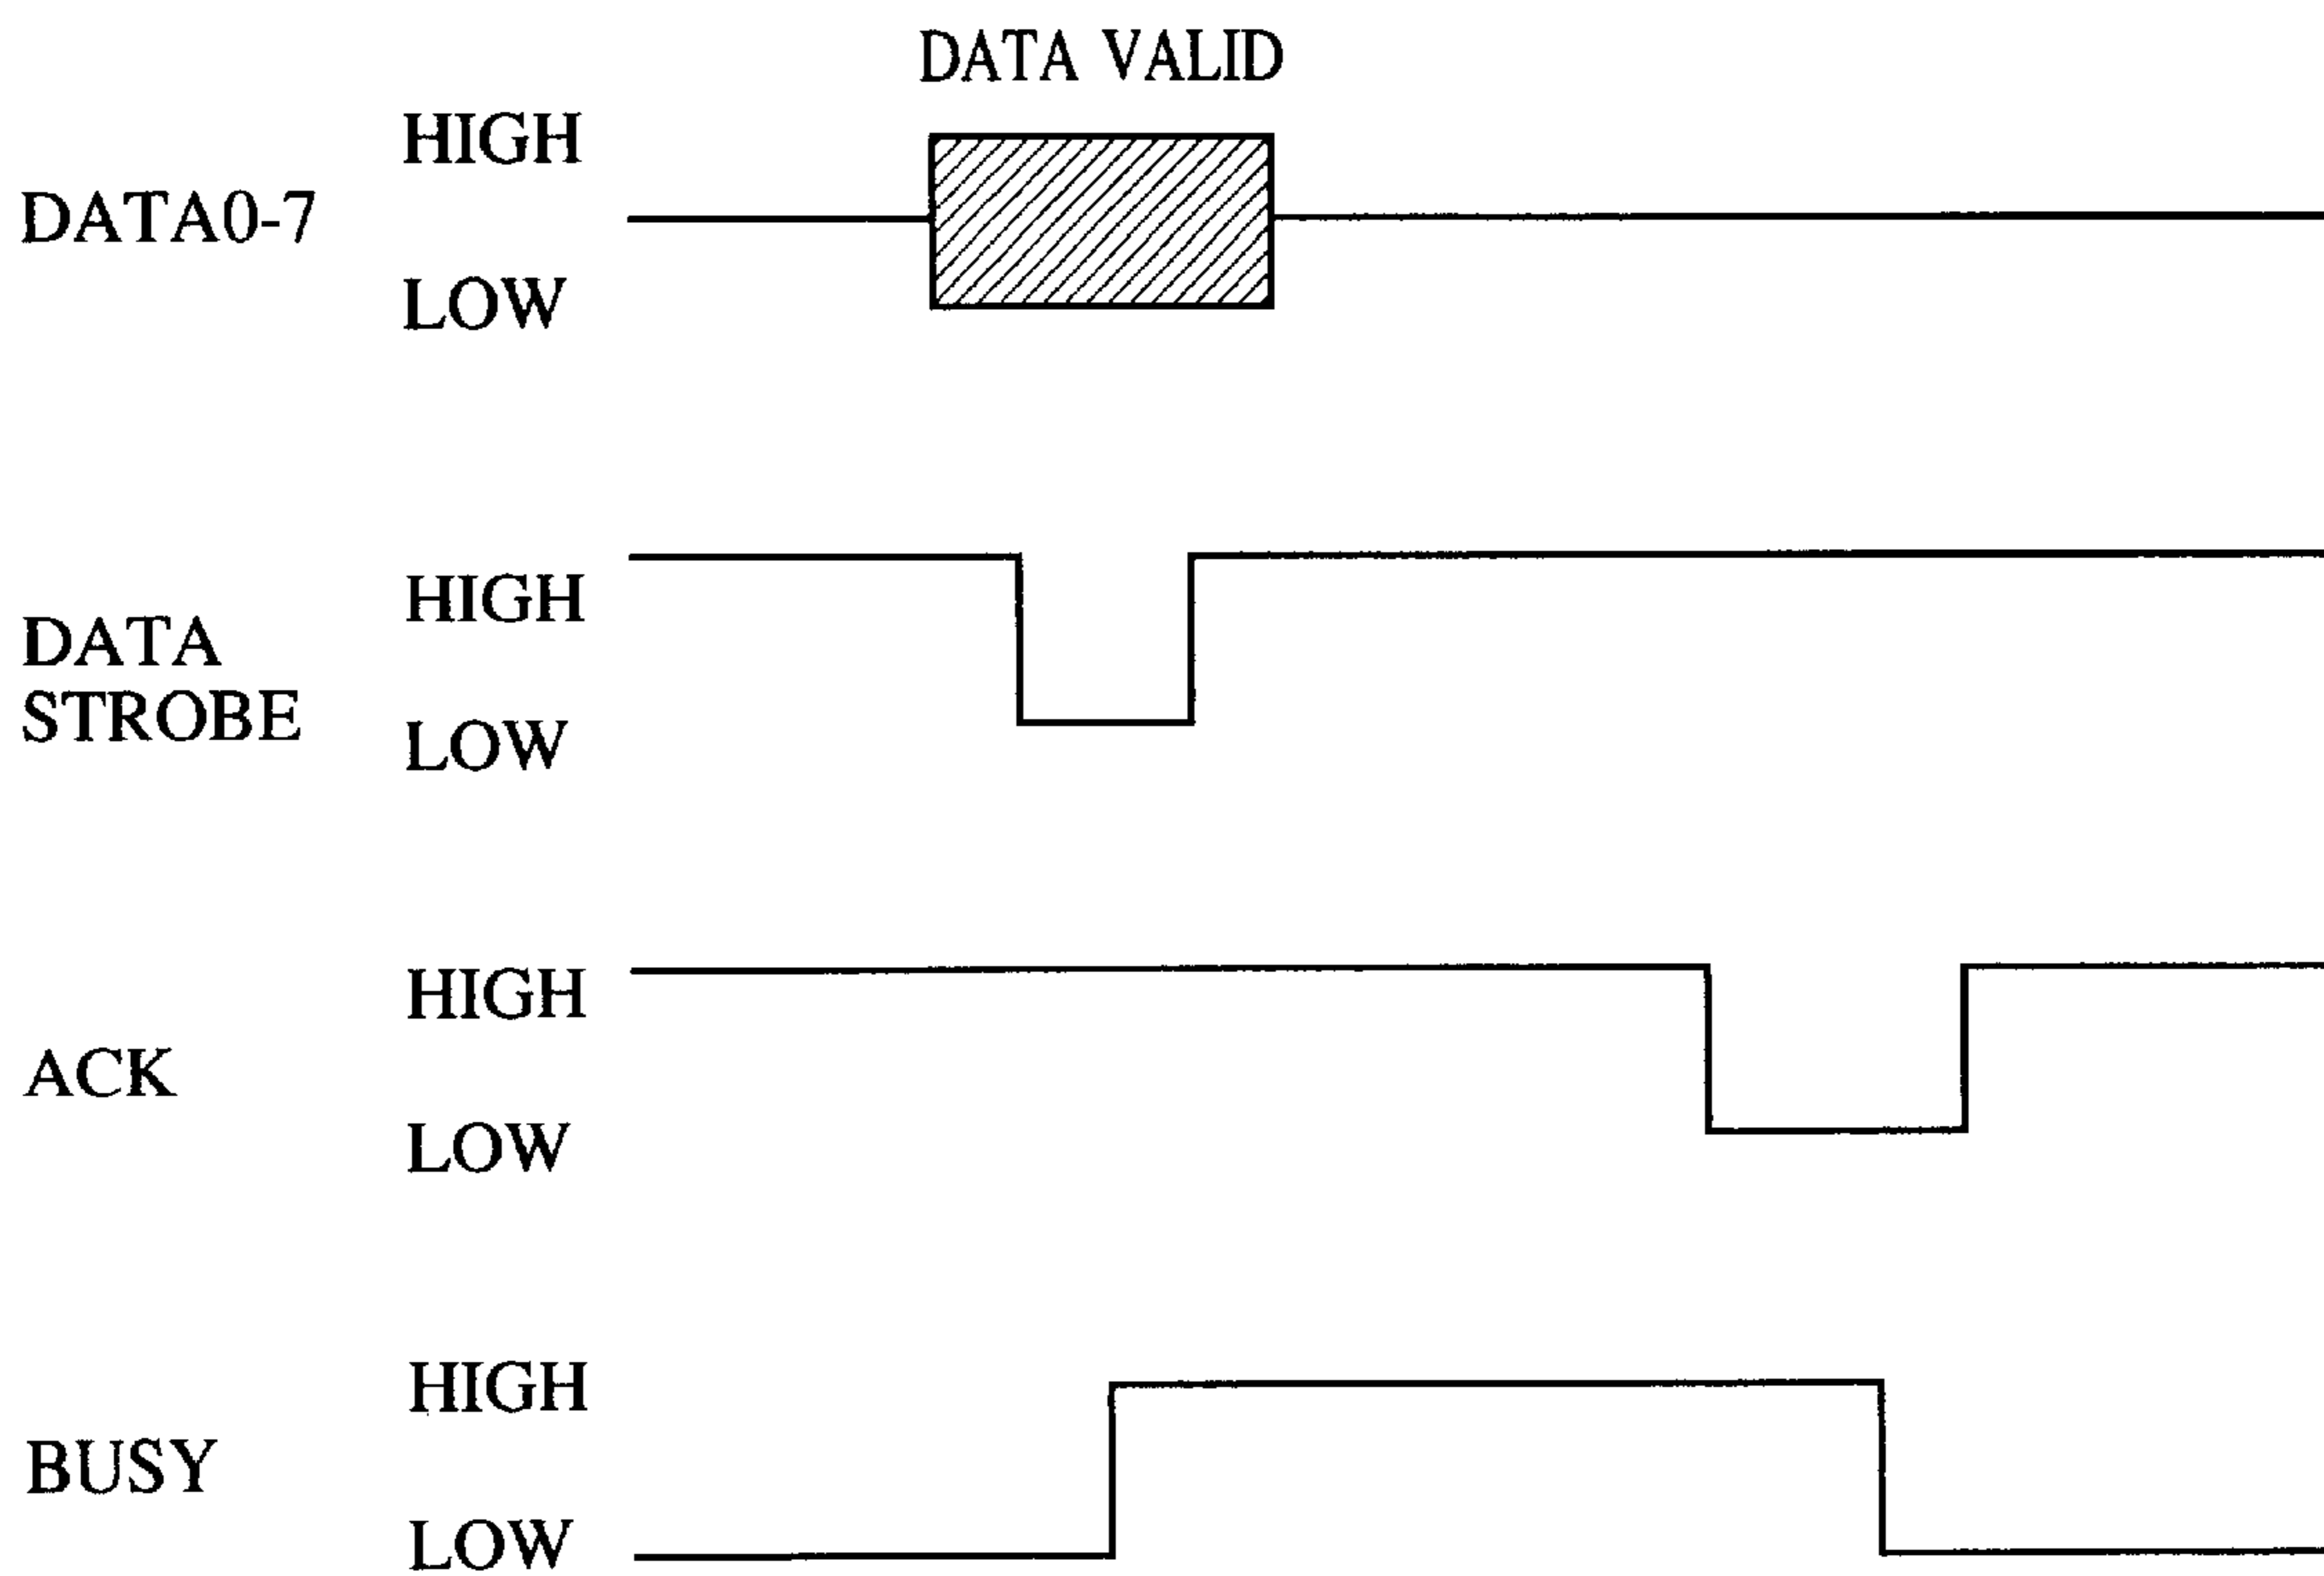 DATA VALID
HIGH
DATA0-7
LOW
HIGH
DATA
STROBE
LOW
HIGH
ACK
LOW
HIGH
BUSY
LOW